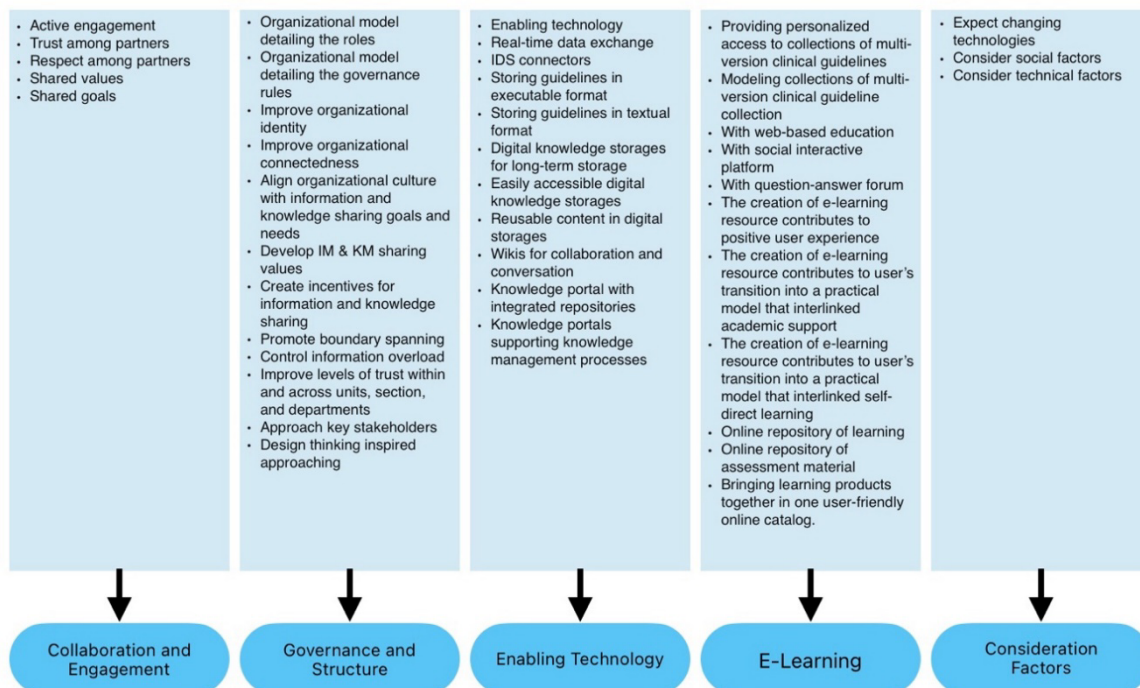 • Active engagement
• Trust among partners
• Respect among partners
• Shared values
• Shared goals
• Organizational model
detailing the roles
• Organizational model
detailing the governance
rules
• Improve organizational
identity
• Improve organizational
connectedness
• Align organizational culture
with information and
knowledge sharing goals and
needs
• Develop IM & KM sharing
values
• Create incentives for
information and knowledge
sharing
• Promote boundary spanning
• Control information overload
• Improve levels of trust within
and across units, section,
and departments
• Approach key stakeholders
• Design thinking inspired
approaching
• Enabling technology
• Real-time data exchange
• IDS connectors
• Storing guidelines in
executable format
• Storing guidelines in textual
format
• Digital knowledge storages
for long-term storage
• Easily accessible digital
knowledge storages
• Reusable content in digital
storages
• Wikis for collaboration and
conversation
• Knowledge portal with
integrated repositories
• Knowledge portals
supporting knowledge
management processes
• Providing personalized
access to collections of multi-
version clinical guidelines
• Modeling collections of multi-
version clinical guideline
collection
• With web-based education
• With social interactive
platform
• With question-answer forum
• The creation of e-learning
resource contributes to
positive user experience
• The creation of e-learning
resource contributes to user's
transition into a practical
model that interlinked
academic support
• The creation of e-learning
resource contributes to user's
transition into a practical
model that interlinked self-
direct learning
• Online repository of learning
• Online repository of
assessment material
• Bringing learning products
together in one user-friendly
online catalog.
• Expect changing
technologies
• Consider social factors
• Consider technical factors
Collaboration and
Engagement
Governance and
Structure
Enabling Technology
E-Learning
Consideration
Factors